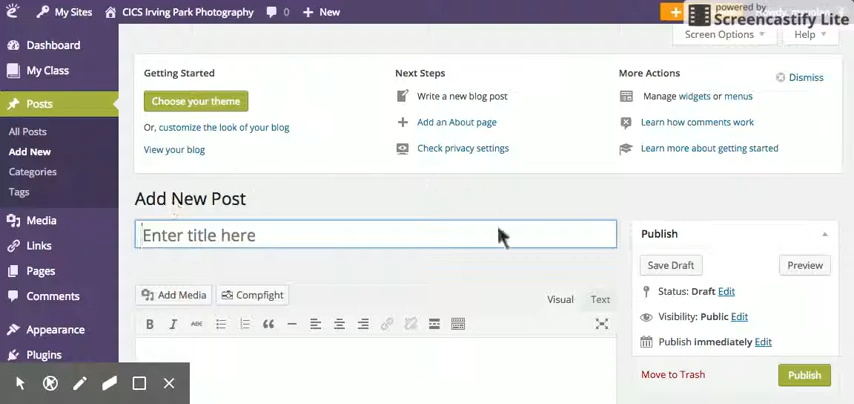 My Sites CICS Irving Park Photography 0 + New
powered by
Screencastify Lite
Screen Options Help
Dashboard
My Class
Posts
All Posts
Add New
Categories
Tags
Media
Links
Pages
Comments
Appearance
Plugins
Getting Started
Choose your theme
Or, customize the look of your blog
View your blog
Next Steps
Write a new blog post
Add an About page
Check privacy settings
More Actions
Dismiss
Manage widgets or menus
Learn how comments work
Learn more about getting started
Add New Post
Enter title here
Add Media Compfight
Visual Text
B I ABC
Publish
Save Draft Preview
Status: Draft Edit
Visibility: Public Edit
Publish immediately Edit
Move to Trash Publish